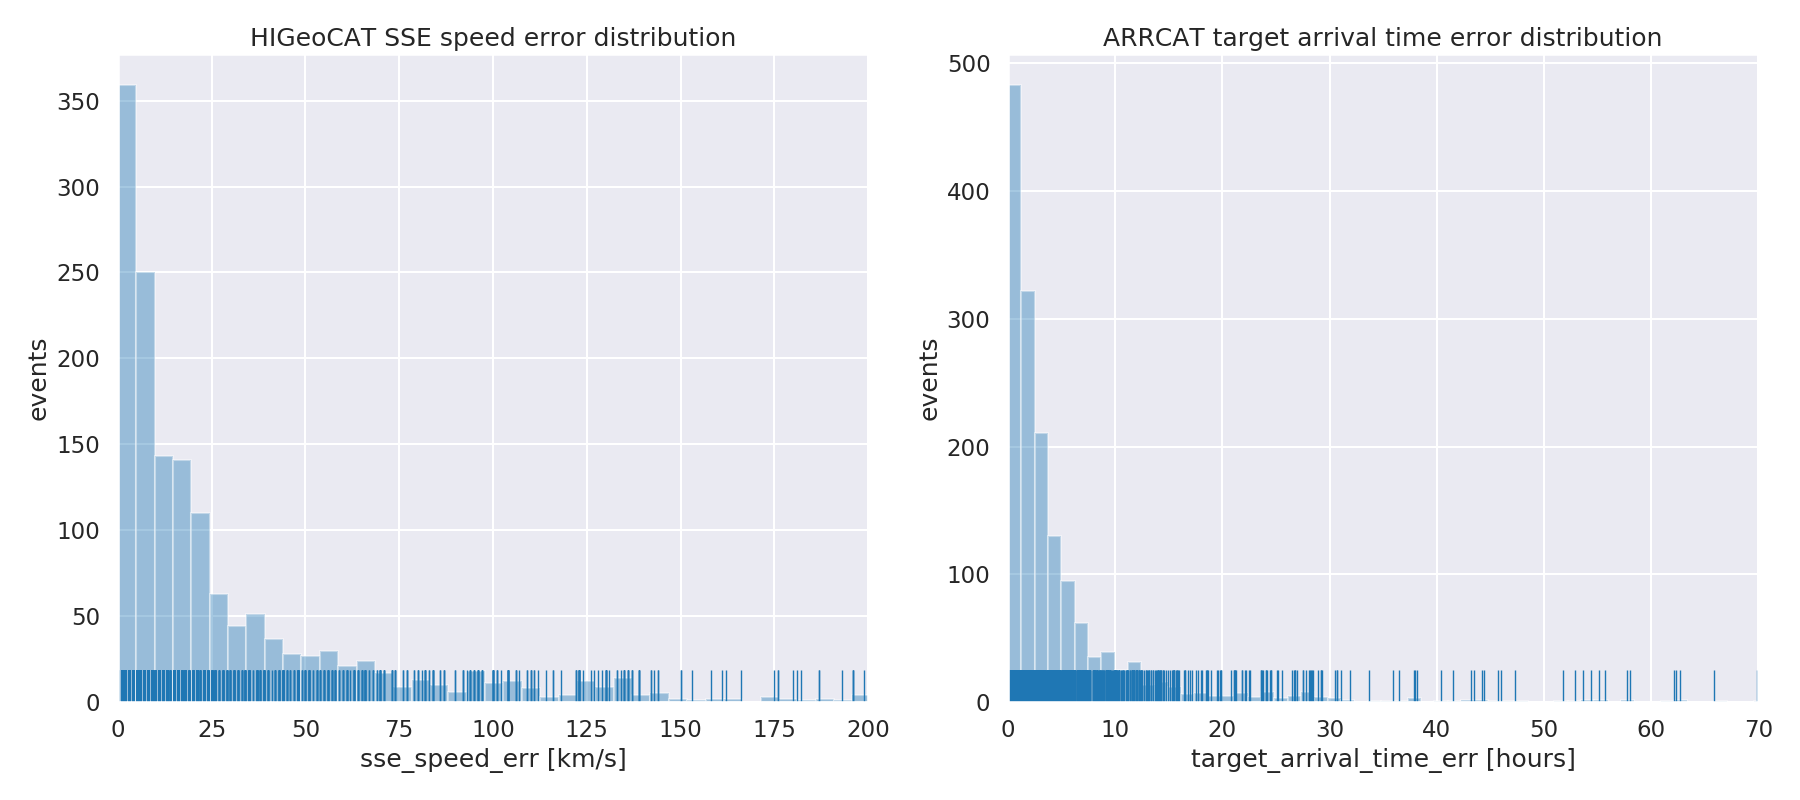 HIGeoCAT SSE speed error distribution
350
300
250
200
150
100
50
0
events
0 25 50 75 100 125 150 175 200
sse_speed_err [km/s]
ARRCAT target arrival time error distribution
500
400
300
200
100
0
events
0 10 20 30 40 50 60 70
target_arrival_time_err [hours]